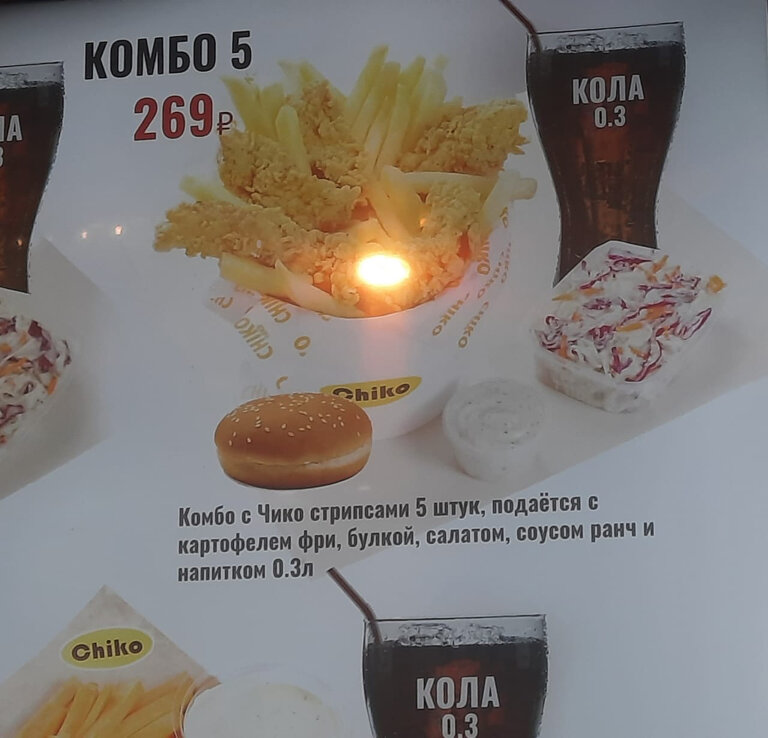 КОМБО 5
269₽
КОЛА
0.3
Chiko
Комбо с Чико стрипсами 5 штук, подаётся с
картофелем фри, булкой, салатом, соусом ранч и
напитком 0.3л
Chiko
КОЛА
0.3